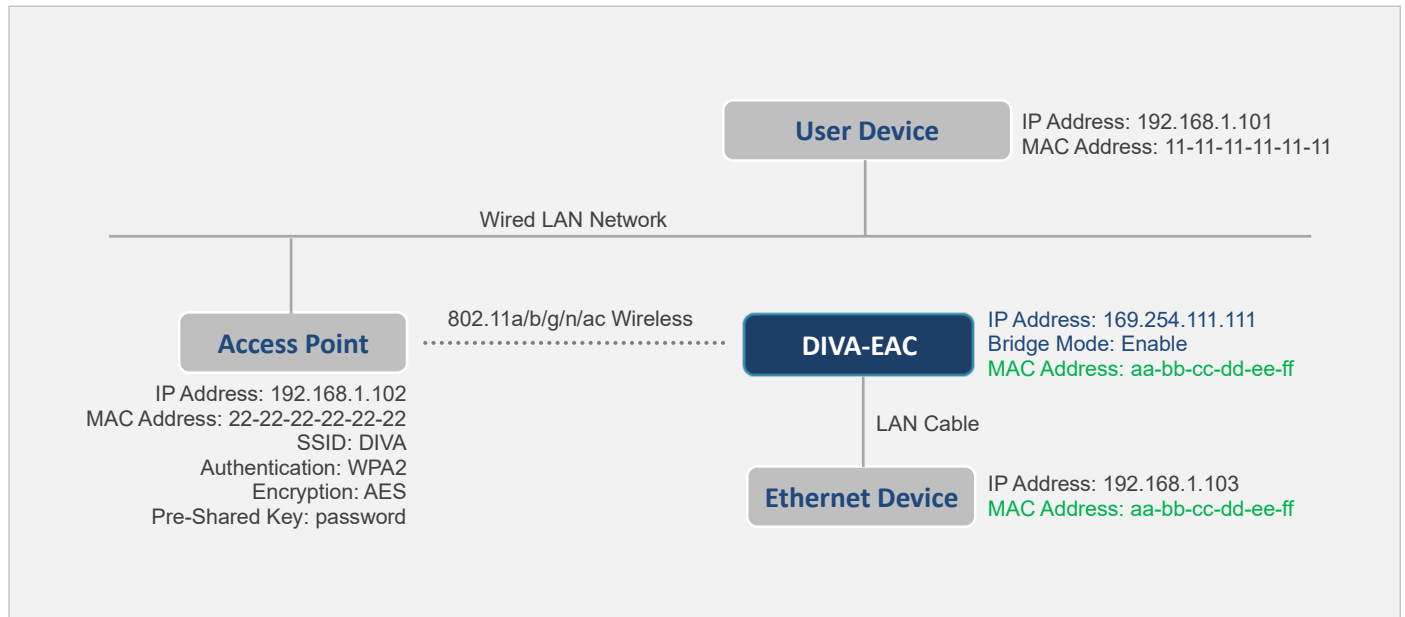 User Device
IP Address: 192.168.1.101
MAC Address: 11-11-11-11-11-11
Wired LAN Network
802.11a/b/g/n/ac Wireless
Access Point
IP Address: 192.168.1.102
MAC Address: 22-22-22-22-22-22
SSID: DIVA
Authentication: WPA2
Encryption: AES
Pre-Shared Key: password
DIVA-EAC
IP Address: 169.254.111.111
Bridge Mode: Enable
MAC Address: aa-bb-cc-dd-ee-ff
LAN Cable
Ethernet Device
IP Address: 192.168.1.103
MAC Address: aa-bb-cc-dd-ee-ff